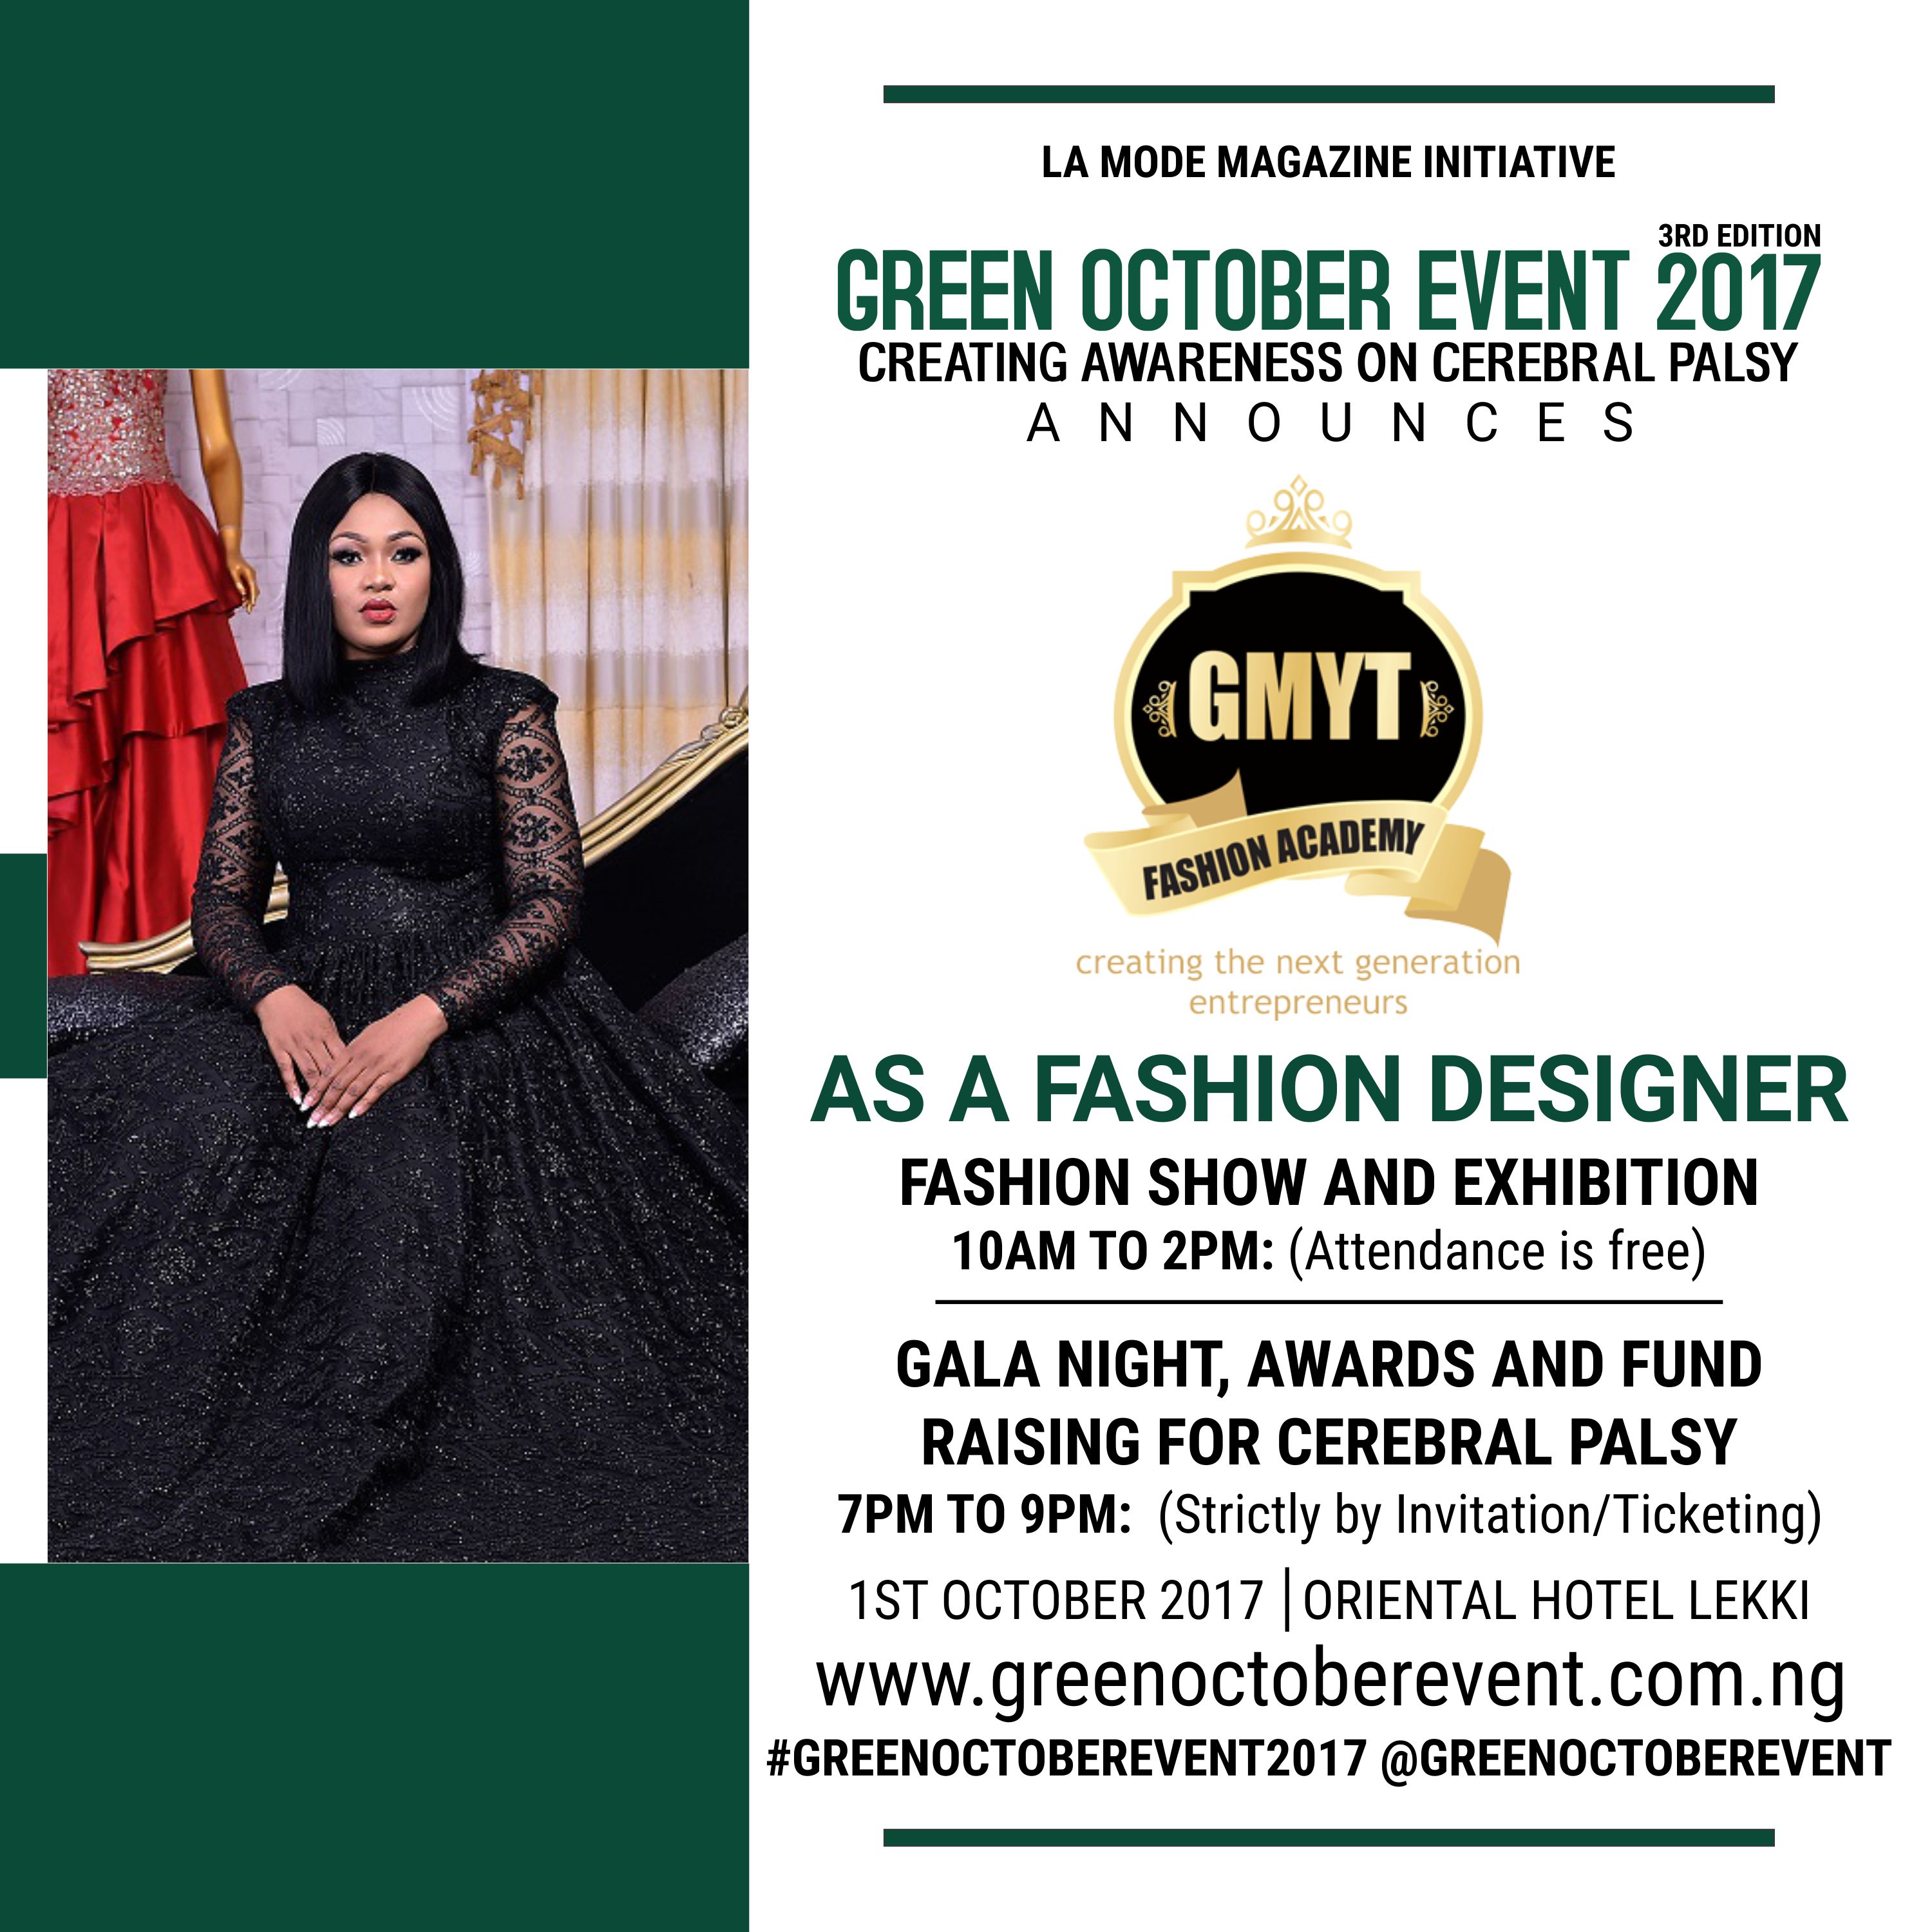 LA MODE MAGAZINE INITIATIVE
3RD EDITION
GREEN OCTOBER EVENT 2017
CREATING AWARENESS ON CEREBRAL PALSY
ANNOUNCES
GMYT
FASHION ACADEMY
creating the next generation
entrepreneurs
AS A FASHION DESIGNER
FASHION SHOW AND EXHIBITION
10AM TO 2PM: (Attendance is free)
GALA NIGHT, AWARDS AND FUND
RAISING FOR CEREBRAL PALSY
7PM TO 9PM: (Strictly by Invitation/Ticketing)
1ST OCTOBER 2017 | ORIENTAL HOTEL LEKKI
www.greenoctoberevent.com.ng
#GREENOCTOBEREVENT2017 @GREENOCTOBEREVENT